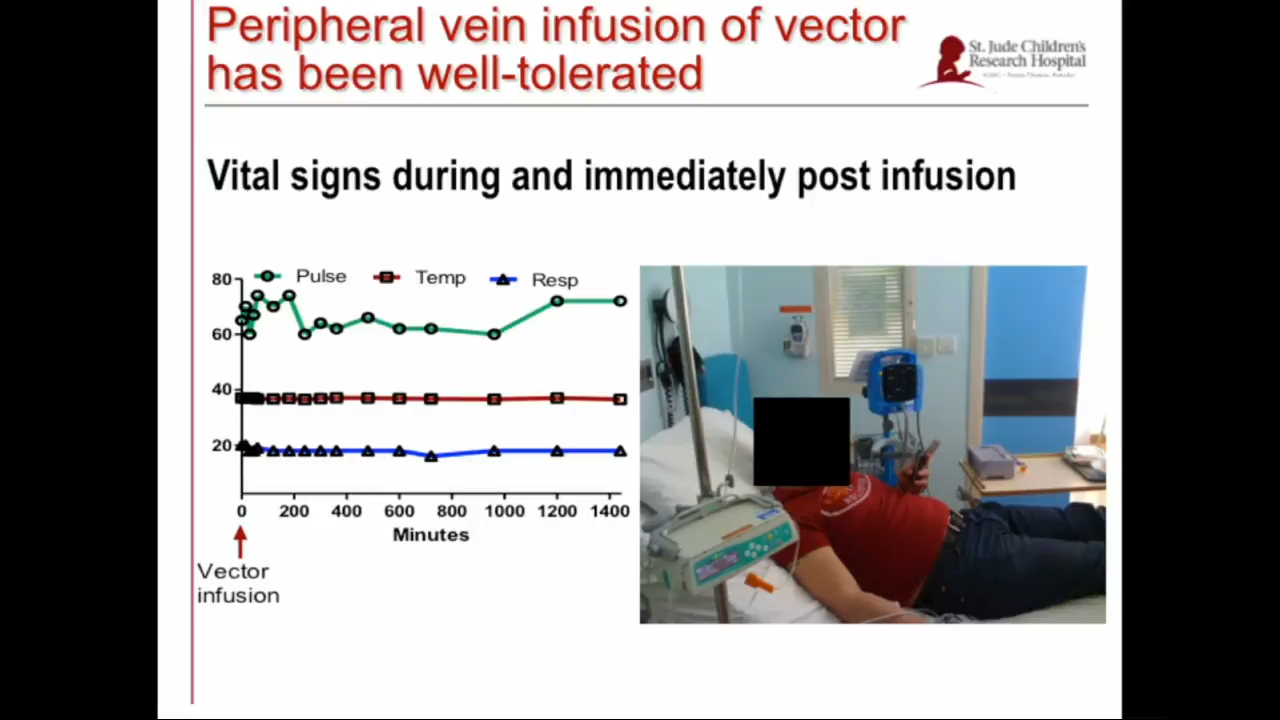 Peripheral vein infusion of vector
has been well-tolerated
St. Jude Children's
Research Hospital
Vital signs during and immediately post infusion
Pulse Temp Resp
80
60
40
20
0 200 400 600 800 1000 1200 1400
Minutes
Vector
infusion